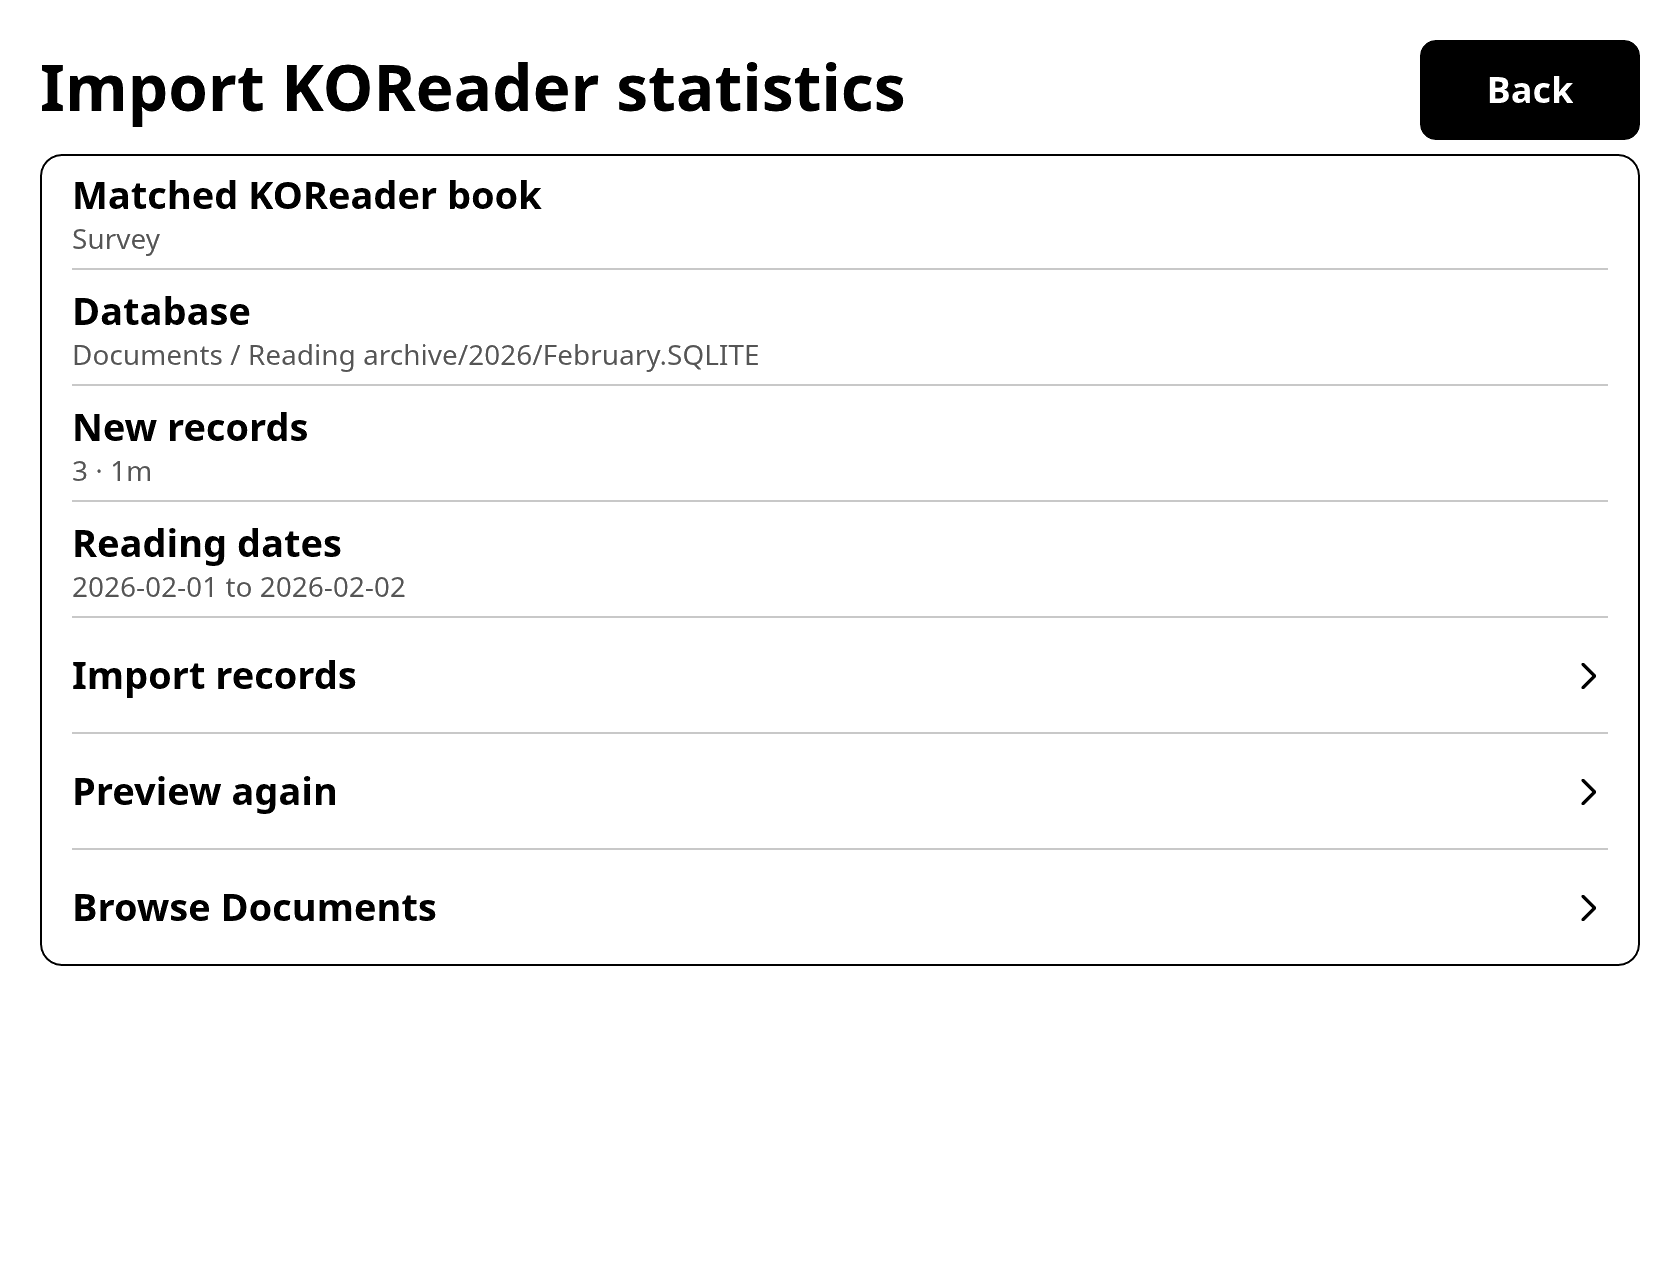 Import KOReader statistics
Back
Matched KOReader book
Survey
Database
Documents / Reading archive/2026/February.SQLITE
New records
3 · 1m
Reading dates
2026-02-01 to 2026-02-02
Import records
Preview again
Browse Documents